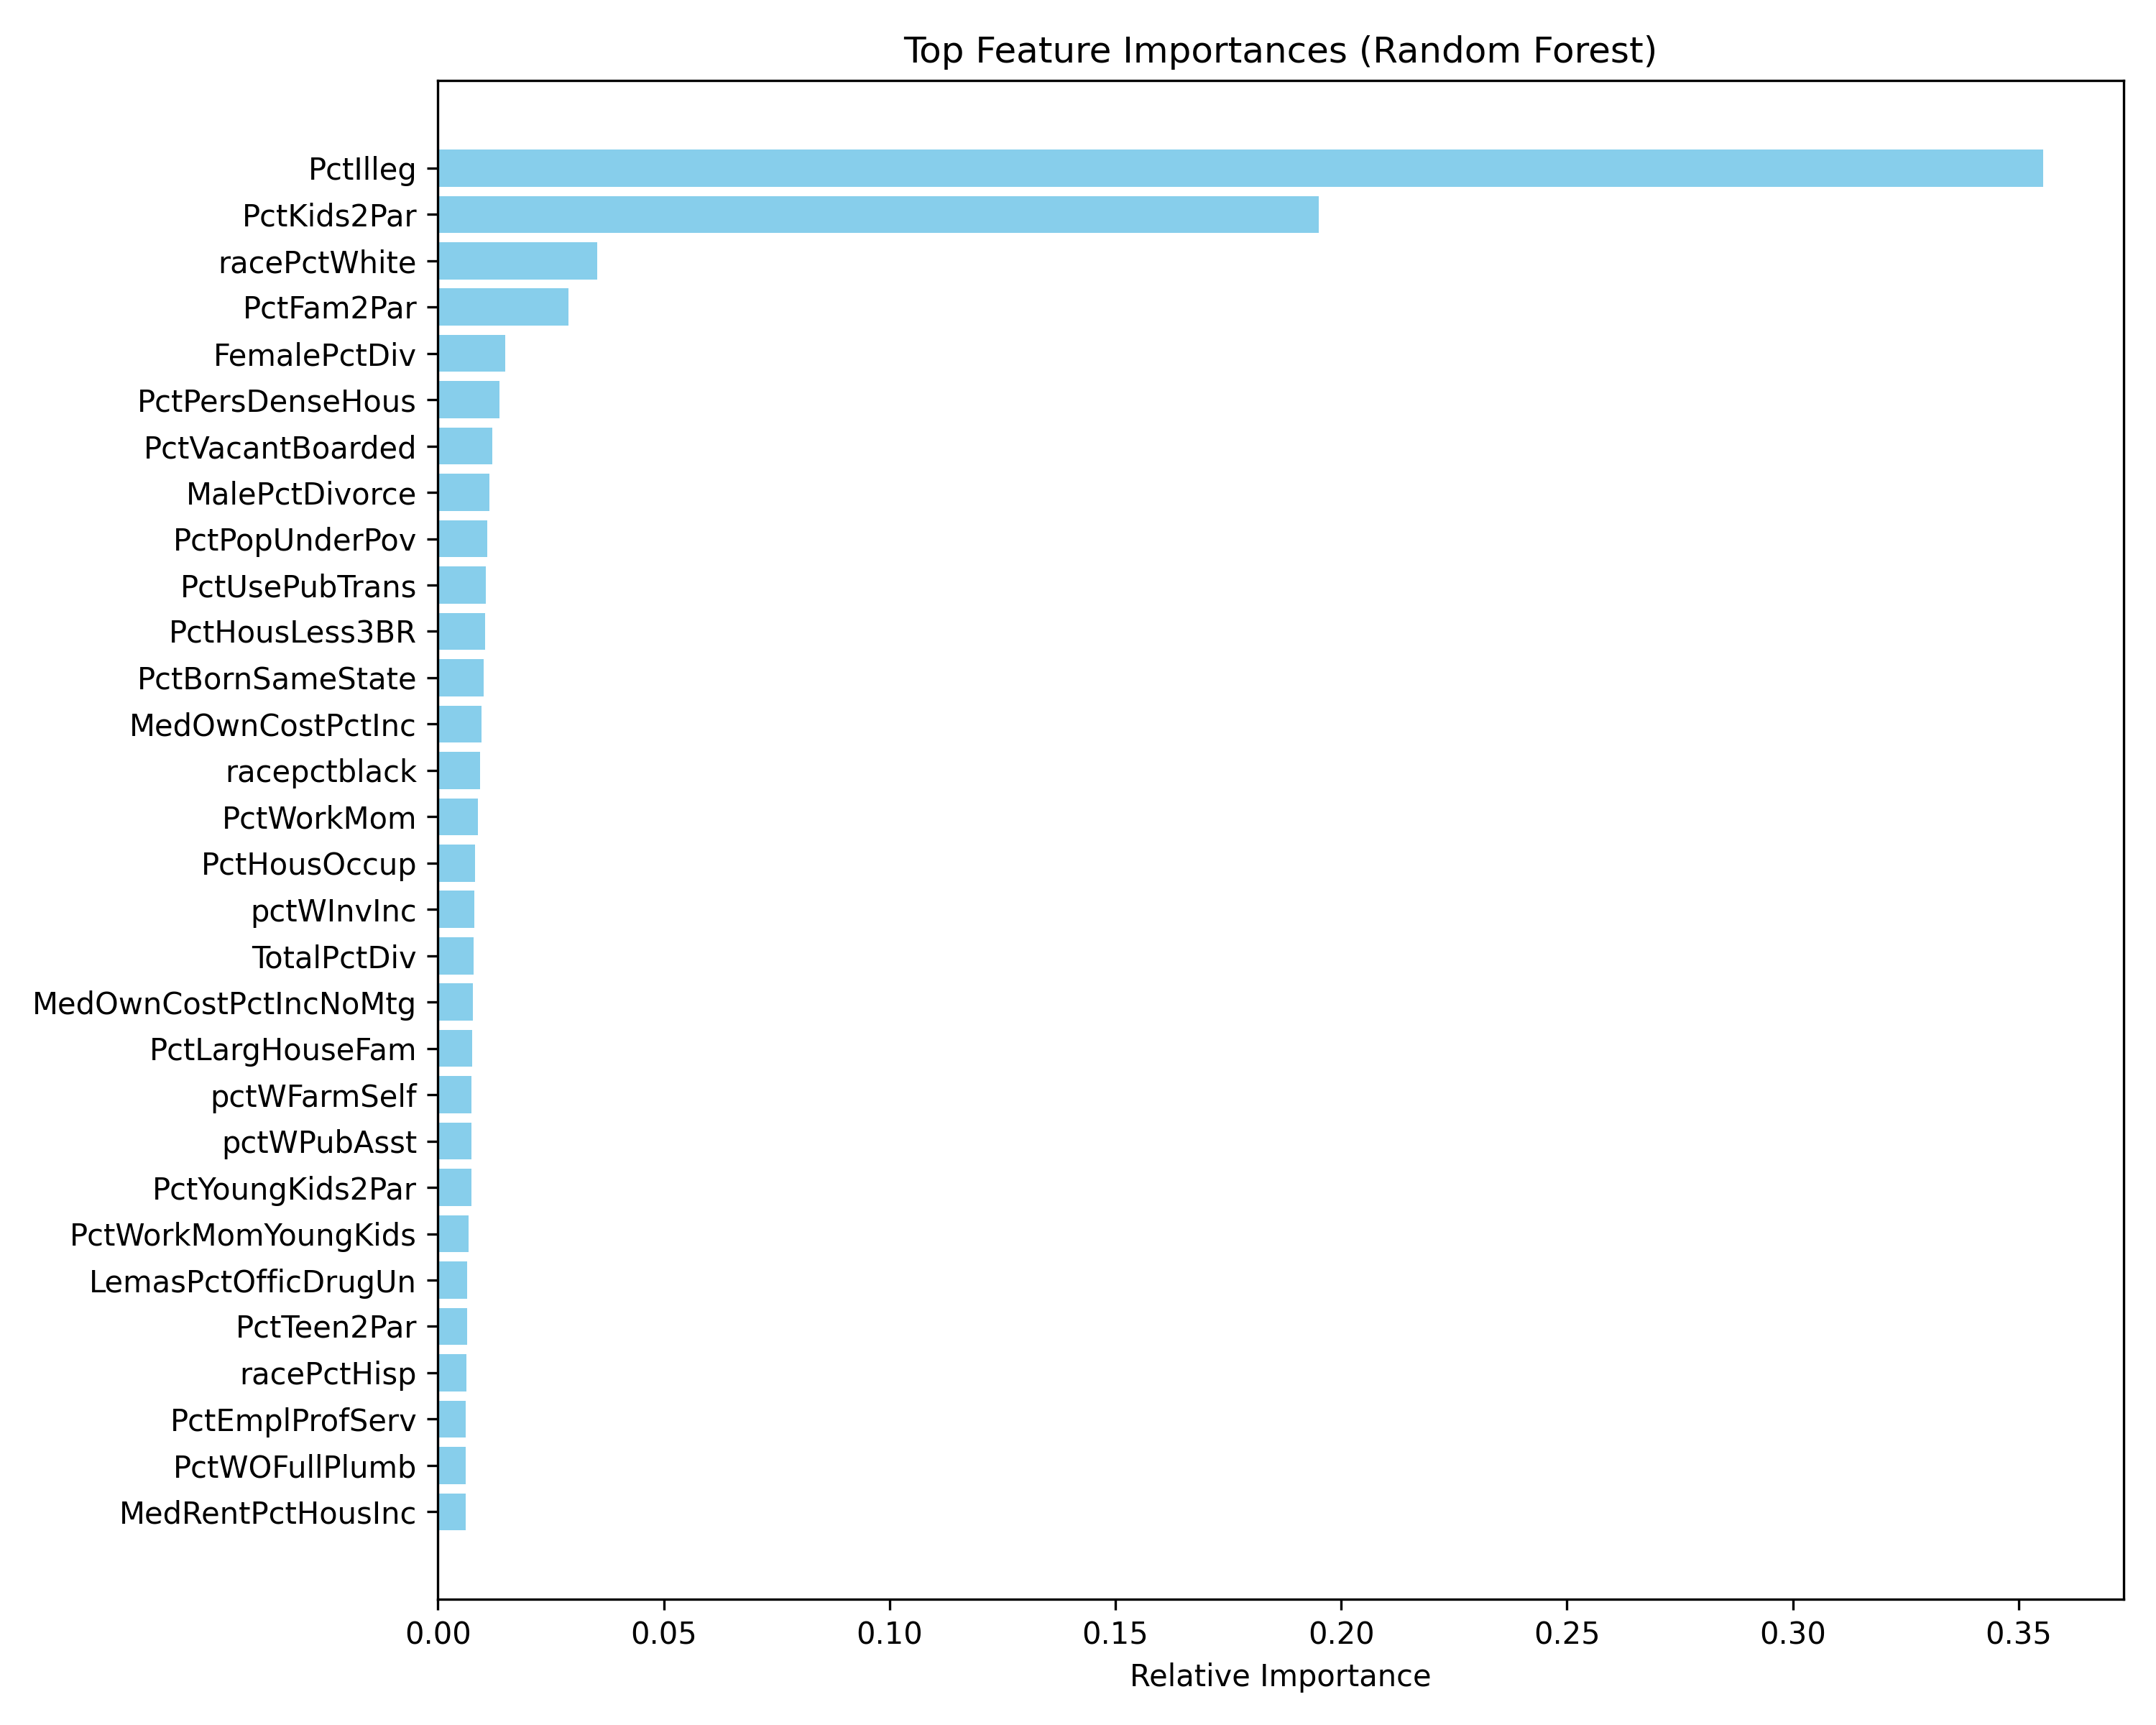 Top Feature Importances (Random Forest)
PctIlleg
PctKids2Par
racePctWhite
PctFam2Par
FemalePctDiv
PctPersDenseHous
PctVacantBoarded
MalePctDivorce
PctPopUnderPov
PctUsePubTrans
PctHousLess3BR
PctBornSameState
MedOwnCostPctInc
racepctblack
PctWorkMom
PctHousOccup
pctWInvInc
TotalPctDiv
MedOwnCostPctIncNoMtg
PctLargHouseFam
pctWFarmSelf
pctWPubAsst
PctYoungKids2Par
PctWorkMomYoungKids
LemasPctOfficDrugUn
PctTeen2Par
racePctHisp
PctEmplProfServ
PctWOFullPlumb
MedRentPctHousInc
0.00 0.05 0.10 0.15 0.20 0.25 0.30 0.35
Relative Importance